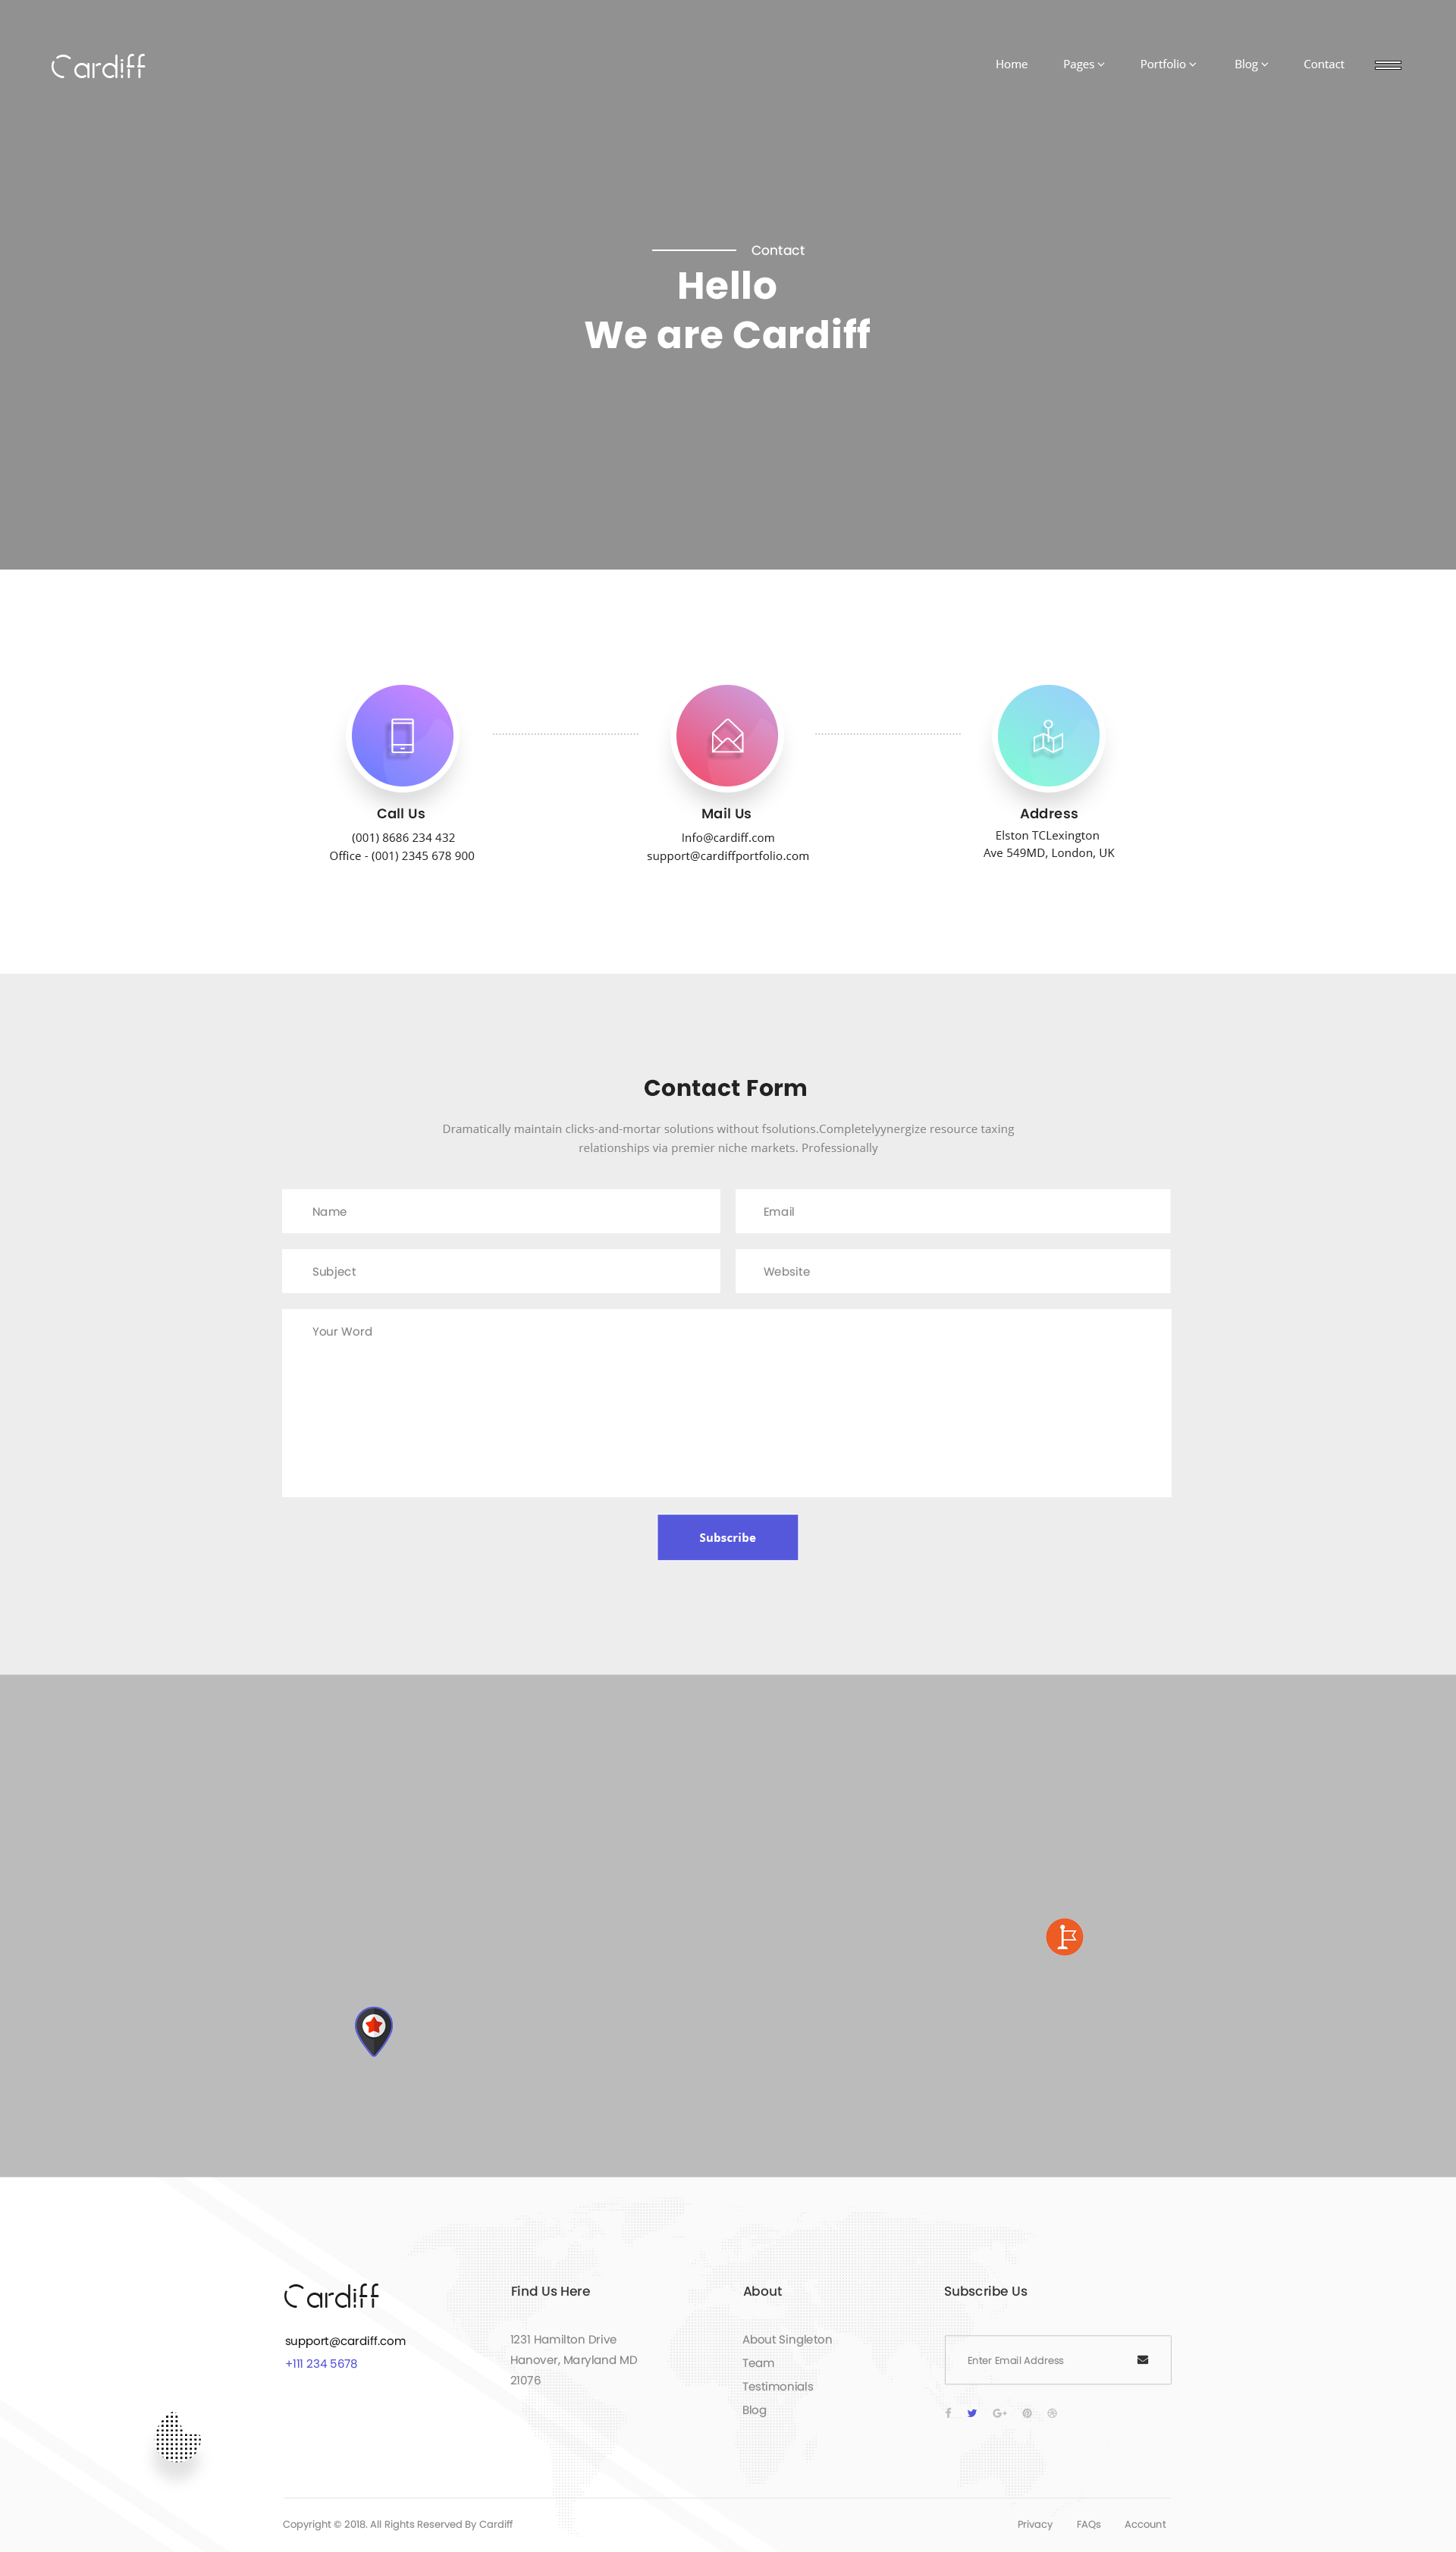 Cardiff
Home Pages Portfolio Blog Contact
Contact
Hello
We are Cardiff
Call Us
(001) 8686 234 432
Office - (001) 2345 678 900
Mail Us
Info@cardiff.com
support@cardiffportfolio.com
Address
Elston TCLexington
Ave 549MD, London, UK
Contact Form
Dramatically maintain clicks-and-mortar solutions without fsolutions.Completelyynergize resource taxing
relationships via premier niche markets. Professionally
Name
Email
Subject
Website
Your Word
Subscribe
Cardiff
support@cardiff.com
+111 234 5678
Find Us Here
1231 Hamilton Drive
Hanover, Maryland MD
21076
About
About Singleton
Team
Testimonials
Blog
Subscribe Us
Enter Email Address
Copyright © 2018. All Rights Reserved By Cardiff
Privacy FAQs Account